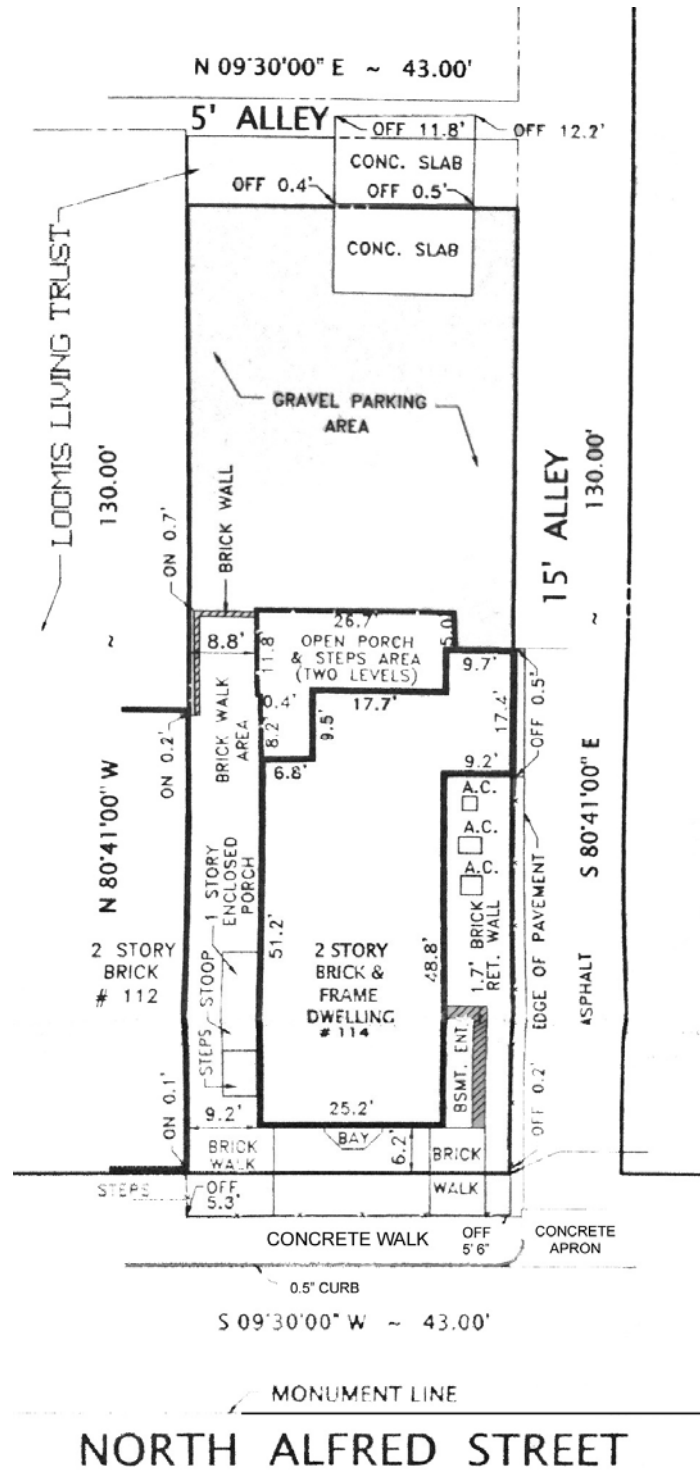 N 09°30'00" E ~ 43.00'
5' ALLEY
OFF 11.8'
OFF 12.2'
CONC. SLAB
OFF 0.4'
OFF 0.5'
CONC. SLAB
LOOMIS LIVING TRUST
GRAVEL PARKING
AREA
130.00'
~
N 80°41'00" W
15' ALLEY
130.00'
~
S 80°41'00" E
ON 0.7'
BRICK WALL
8.8'
11.8
26.7'
5.0
OPEN PORCH
& STEPS AREA
(TWO LEVELS)
9.7'
0.4'
17.7'
17.4'
OFF 0.5'
8.2'
9.5'
6.8'
9.2'
ON 0.2'
BRICK WALK
AREA
A.C.
A.C.
A.C.
1 STORY
ENCLOSED
PORCH
51.2'
48.8'
1.7' BRICK
RET. WALL
EDGE OF PAVEMENT
ASPHALT
2 STORY
BRICK
# 112
2 STORY
BRICK &
FRAME
DWELLING
# 114
STOOP
STEPS
BSMT. ENT.
ON 0.1'
9.2'
25.2'
OFF 0.2'
BAY
6.2'
BRICK
WALK
BRICK
WALK
STEPS
OFF
5.3'
CONCRETE WALK
OFF
5' 6"
CONCRETE
APRON
0.5" CURB
S 09°30'00" W ~ 43.00'
MONUMENT LINE
NORTH ALFRED STREET